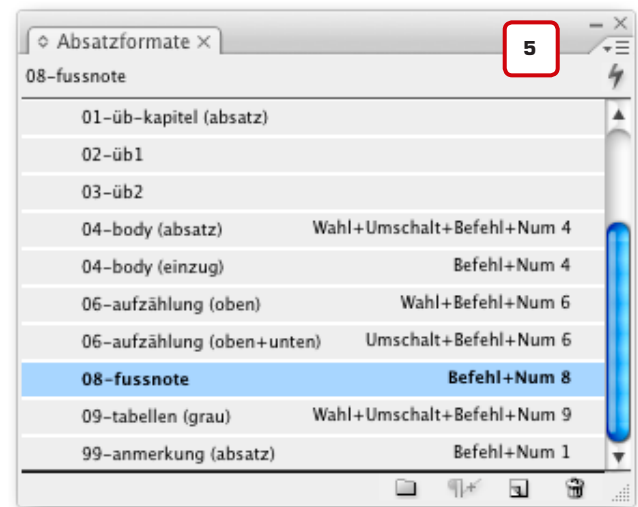 Absatzformate
5
08-fussnote
01-üb-kapitel (absatz)
02-üb1
03-üb2
04-body (absatz) Wahl+Umschalt+Befehl+Num 4
04-body (einzug) Befehl+Num 4
06-aufzählung (oben) Wahl+Befehl+Num 6
06-aufzählung (oben+unten) Umschalt+Befehl+Num 6
08-fussnote Befehl+Num 8
09-tabellen (grau) Wahl+Umschalt+Befehl+Num 9
99-anmerkung (absatz) Befehl+Num 1